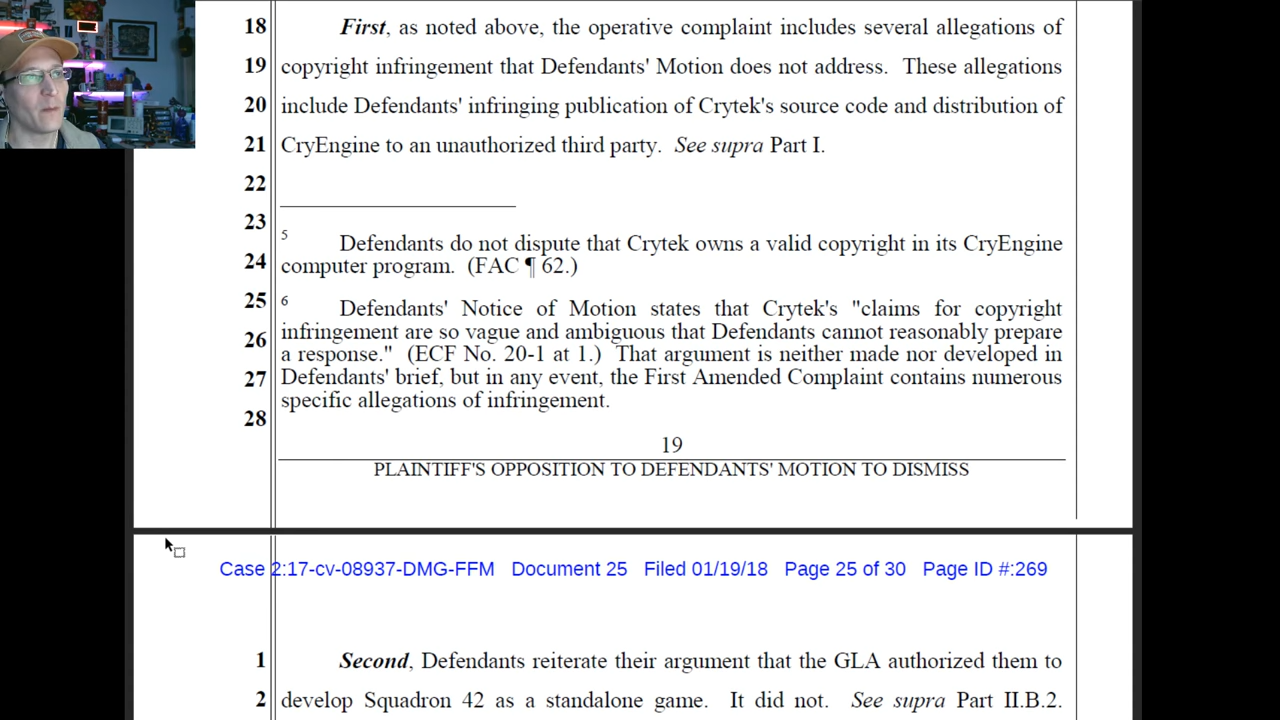 18 First, as noted above, the operative complaint includes several allegations of
19 copyright infringement that Defendants' Motion does not address. These allegations
20 include Defendants' infringing publication of Crytek's source code and distribution of
21 CryEngine to an unauthorized third party. See supra Part I.
22
23
5 Defendants do not dispute that Crytek owns a valid copyright in its CryEngine
24 computer program. (FAC ¶ 62.)
25 6 Defendants' Notice of Motion states that Crytek's "claims for copyright
26 infringement are so vague and ambiguous that Defendants cannot reasonably prepare
a response." (ECF No. 20-1 at 1.) That argument is neither made nor developed in
27 Defendants' brief, but in any event, the First Amended Complaint contains numerous
specific allegations of infringement.
28
19
PLAINTIFF'S OPPOSITION TO DEFENDANTS' MOTION TO DISMISS
Case 2:17-cv-08937-DMG-FFM Document 25 Filed 01/19/18 Page 25 of 30 Page ID #:269
1 Second, Defendants reiterate their argument that the GLA authorized them to
2 develop Squadron 42 as a standalone game. It did not. See supra Part II.B.2.